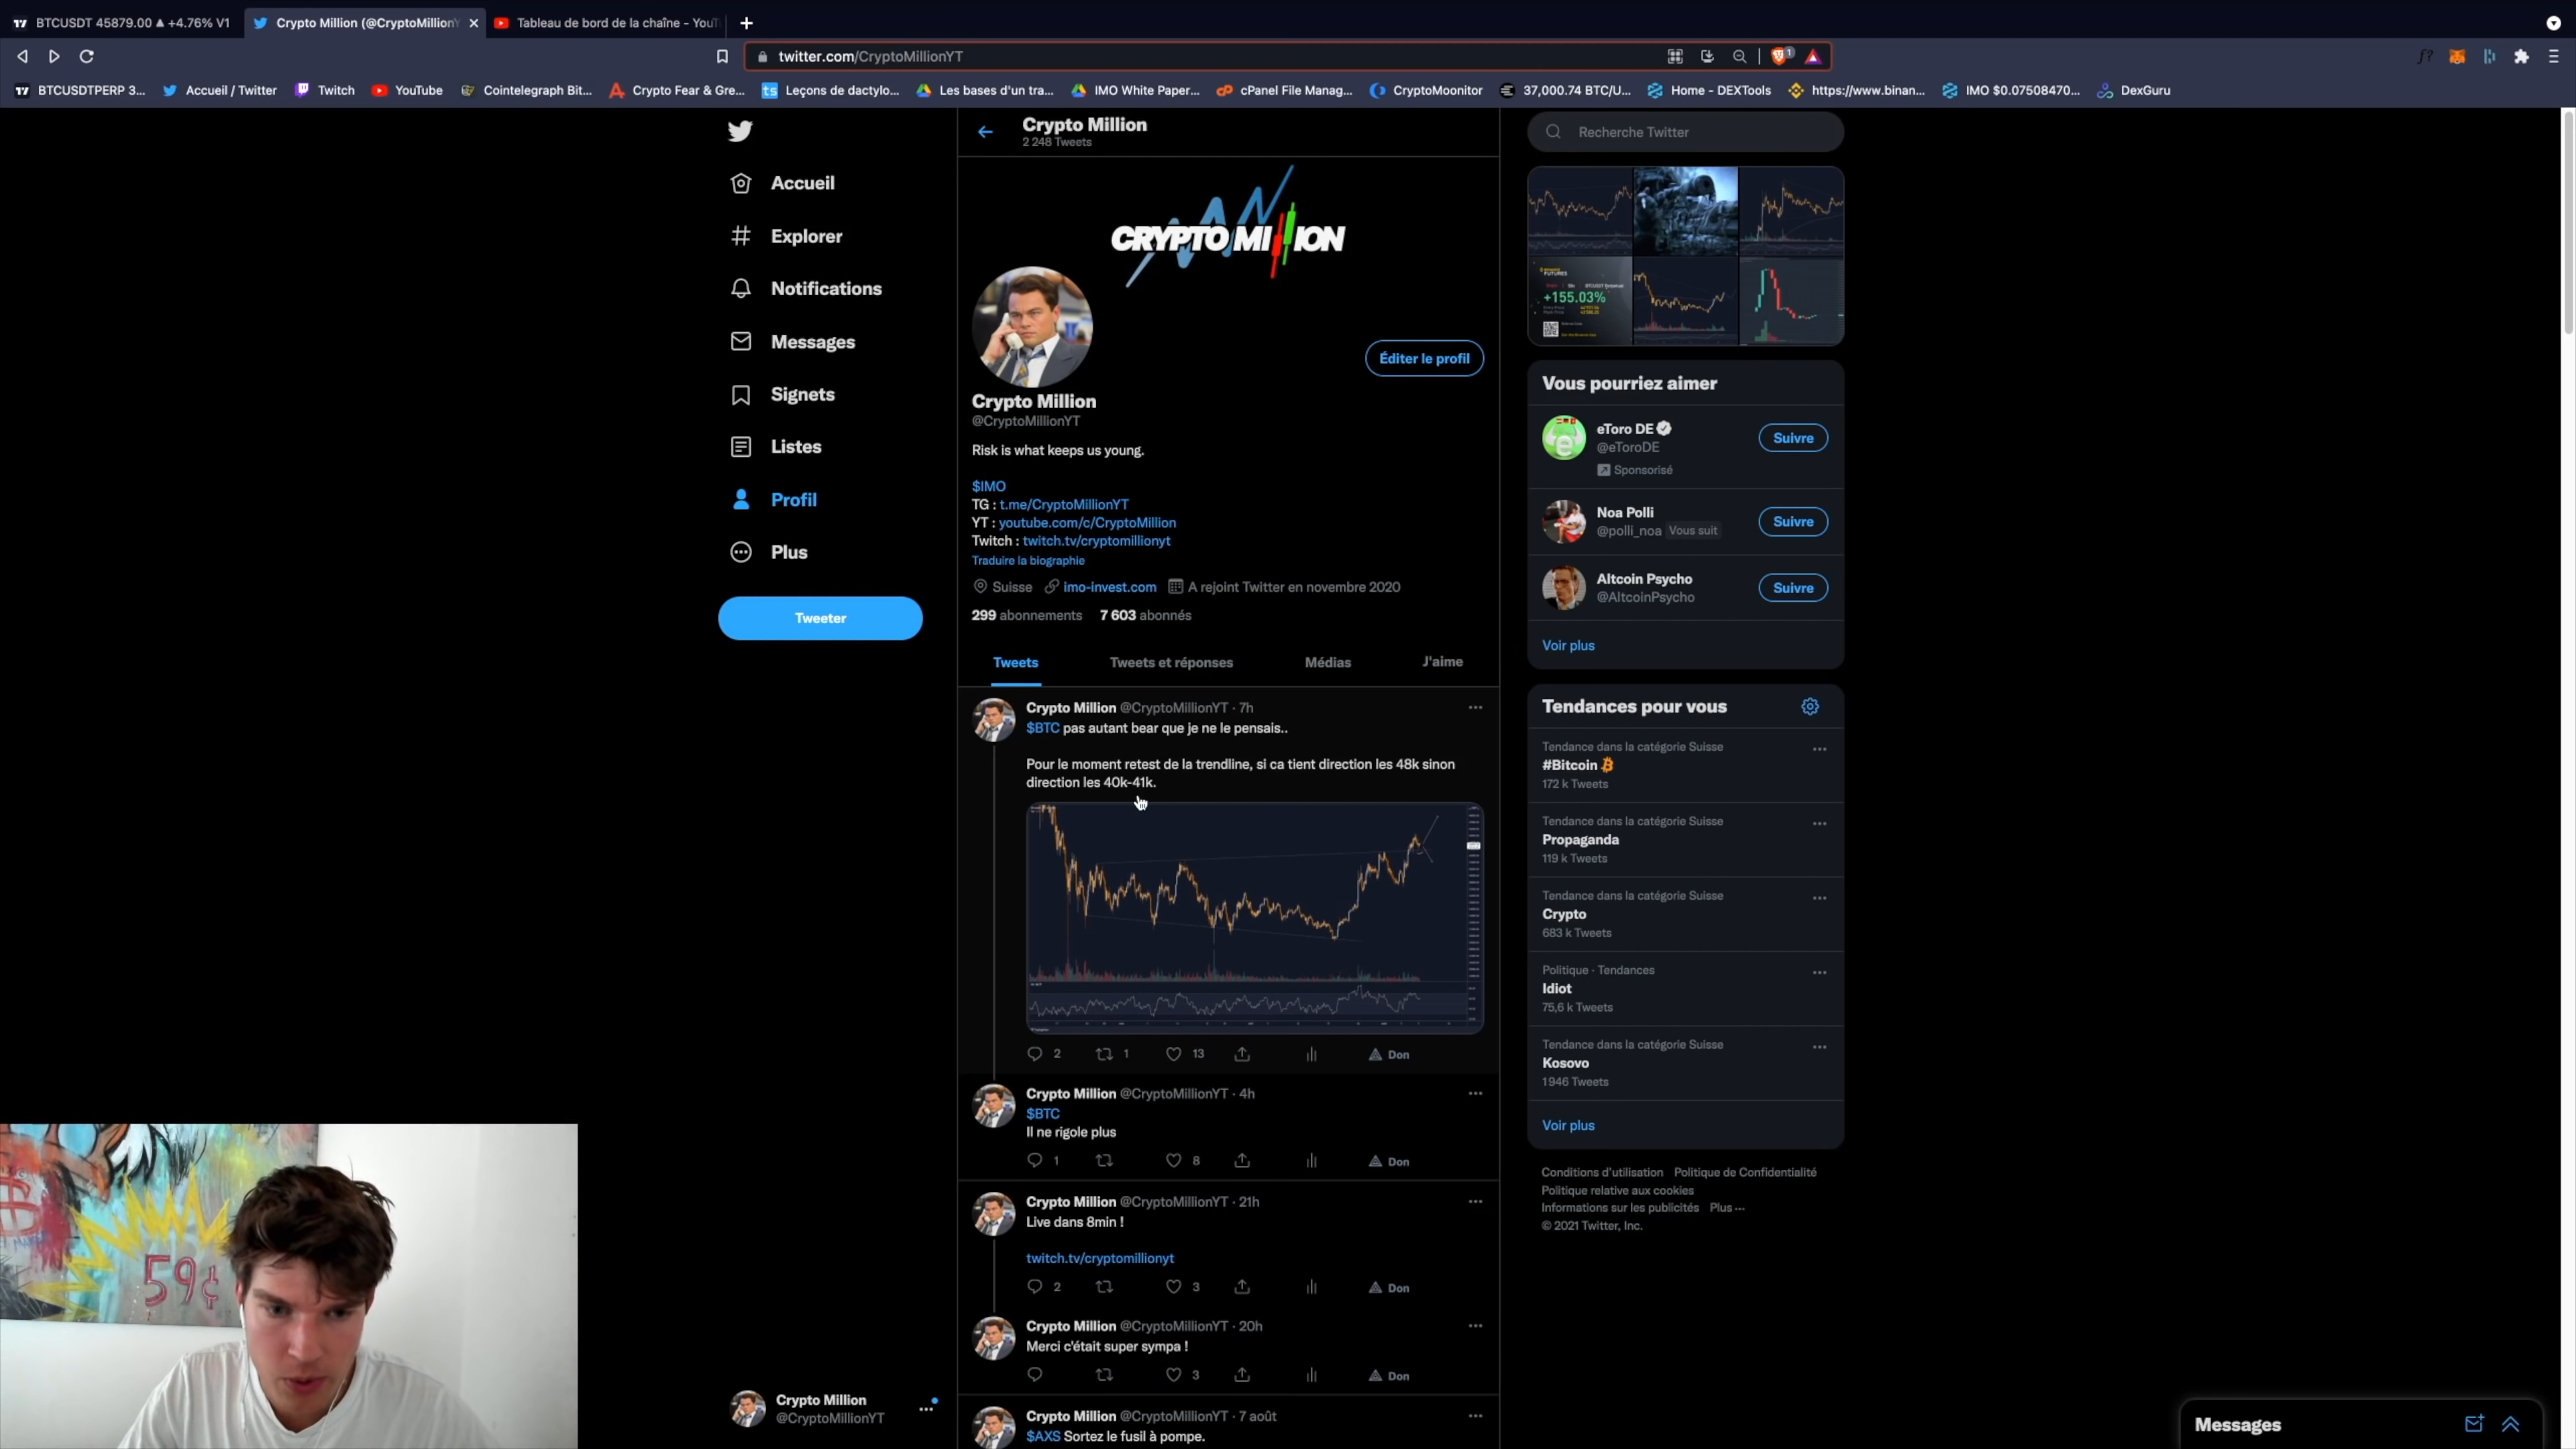 BTCUSDT 45879.00 ▲ +4.76% V1
Crypto Million (@CryptoMillionY
Tableau de bord de la chaîne - YouT
twitter.com/CryptoMillionYT
1
f?
BTCUSDTPERP 3...
Accueil / Twitter
Twitch
YouTube
Cointelegraph Bit...
Crypto Fear & Gre...
ts Leçons de dactylo...
Les bases d'un tra...
IMO White Paper...
cPanel File Manag...
CryptoMoonitor
37,000.74 BTC/U...
Home - DEXTools
https://www.binan...
IMO $0.07508470...
DexGuru
Accueil
Explorer
Notifications
Messages
Signets
Listes
Profil
Plus
Tweeter
Crypto Million
@CryptoMillionYT
Crypto Million
2 248 Tweets
CRYPTO MILLION
Éditer le profil
Crypto Million
@CryptoMillionYT
Risk is what keeps us young.
$IMO
TG : t.me/CryptoMillionYT
YT : youtube.com/c/CryptoMillion
Twitch : twitch.tv/cryptomillionyt
Traduire la biographie
Suisse imo-invest.com A rejoint Twitter en novembre 2020
299 abonnements 7 603 abonnés
Tweets Tweets et réponses Médias J'aime
Crypto Million @CryptoMillionYT · 7h
$BTC pas autant bear que je ne le pensais..
Pour le moment retest de la trendline, si ca tient direction les 48k sinon
direction les 40k-41k.
2 1 13 Don
Crypto Million @CryptoMillionYT · 4h
$BTC
Il ne rigole plus
1 8 Don
Crypto Million @CryptoMillionYT · 21h
Live dans 8min !
twitch.tv/cryptomillionyt
2 3 Don
Crypto Million @CryptoMillionYT · 20h
Merci c'était super sympa !
3 Don
Crypto Million @CryptoMillionYT · 7 août
$AXS Sortez le fusil à pompe.
Recherche Twitter
FUTURES
+155.03%
Vous pourriez aimer
eToro DE
@eToroDE
Sponsorisé
Suivre
Noa Polli
@polli_noa Vous suit
Suivre
Altcoin Psycho
@AltcoinPsycho
Suivre
Voir plus
Tendances pour vous
Tendance dans la catégorie Suisse
#Bitcoin
172 k Tweets
Tendance dans la catégorie Suisse
Propaganda
119 k Tweets
Tendance dans la catégorie Suisse
Crypto
683 k Tweets
Politique · Tendances
Idiot
75,6 k Tweets
Tendance dans la catégorie Suisse
Kosovo
1 946 Tweets
Voir plus
Conditions d'utilisation Politique de Confidentialité
Politique relative aux cookies
Informations sur les publicités Plus ···
© 2021 Twitter, Inc.
Messages
59¢